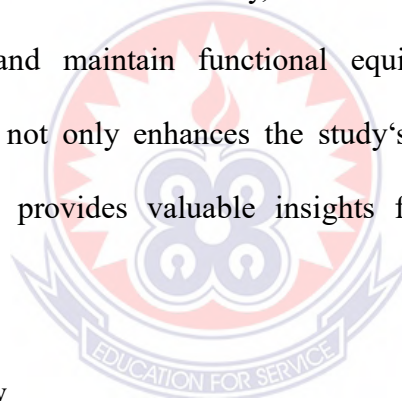 and maintain functional equi
not only enhances the study‘s
provides valuable insights f
EDUCATION FOR SERVICE
y